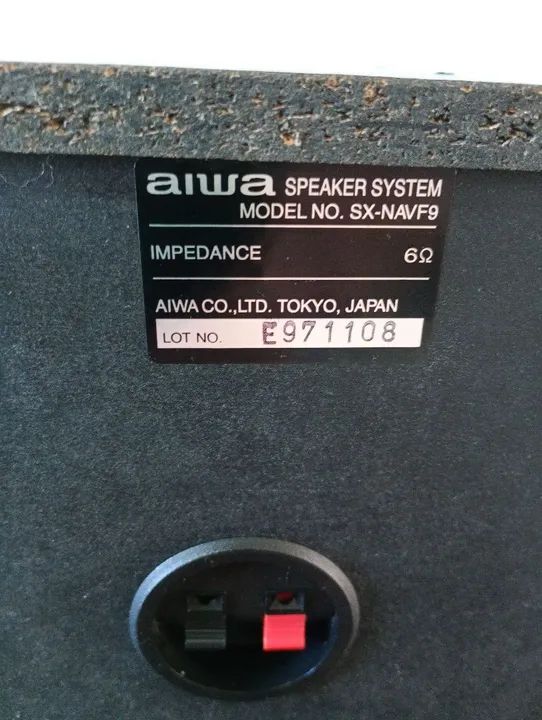 aiwa SPEAKER SYSTEM
MODEL NO. SX-NAVF9
IMPEDANCE 6Ω
AIWA CO.,LTD. TOKYO, JAPAN
LOT NO. E971108